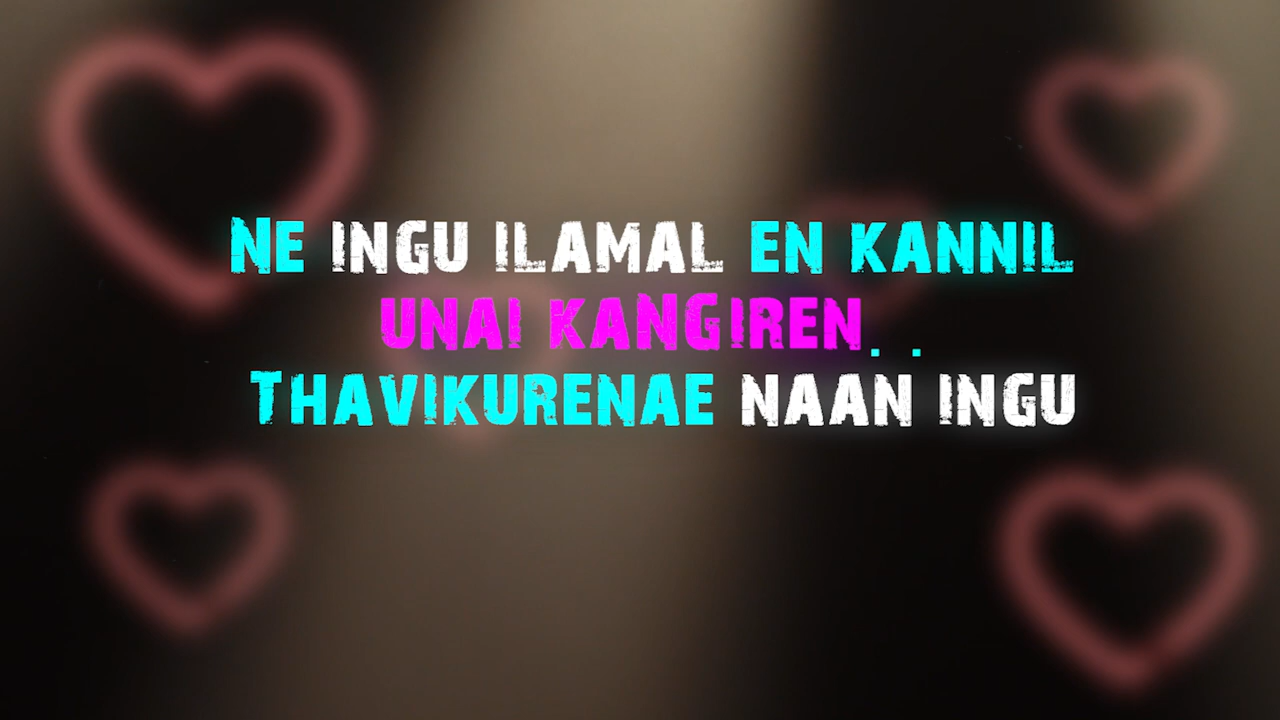 Ne ingu ilamal en kannil
unai kangiren. .
Thavikurenae naan ingu